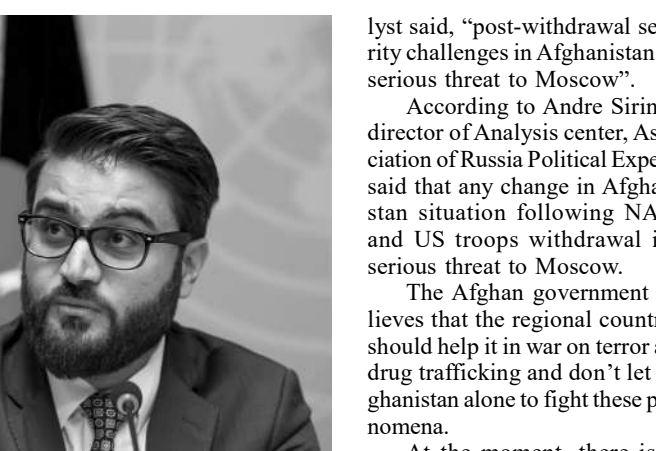 lyst said, “post-withdrawal se
rity challenges in Afghanistan
serious threat to Moscow”.
According to Andre Sirin
director of Analysis center, As
ciation of Russia Political Expe
said that any change in Afgha
stan situation following NA
and US troops withdrawal i
serious threat to Moscow.
The Afghan government
lieves that the regional countr
should help it in war on terror a
drug trafficking and don’t let
ghanistan alone to fight these p
nomena.
At the moment, there is